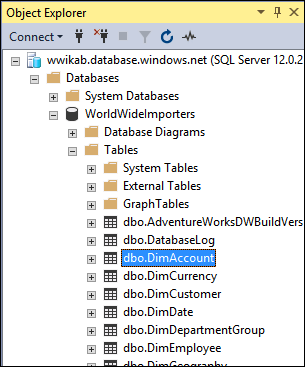 Object Explorer
Connect
wwikab.database.windows.net (SQL Server 12.0.2
Databases
System Databases
WorldWideImporters
Database Diagrams
Tables
System Tables
External Tables
GraphTables
dbo.AdventureWorksDWBuildVers
dbo.DatabaseLog
dbo.DimAccount
dbo.DimCurrency
dbo.DimCustomer
dbo.DimDate
dbo.DimDepartmentGroup
dbo.DimEmployee
dbo.DimGeography